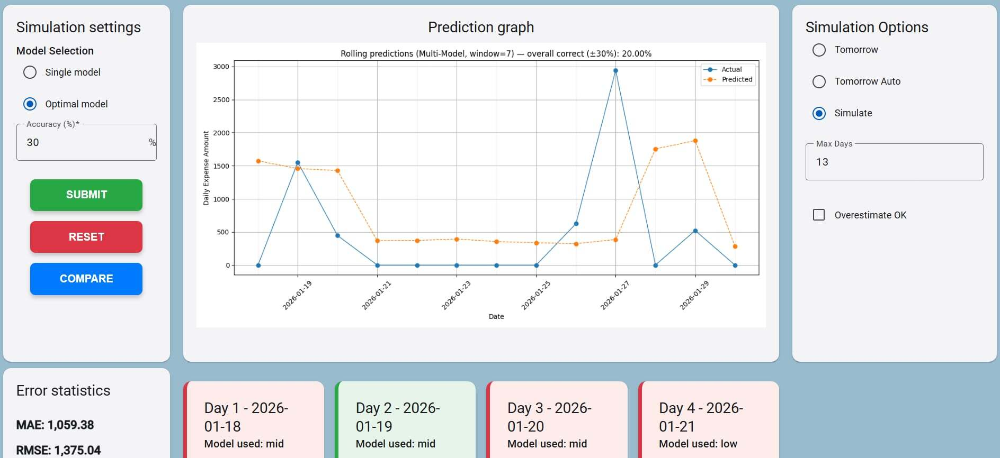 Simulation settings
Model Selection
Single model
Optimal model
Accuracy (%)*
30
%
SUBMIT
RESET
COMPARE
Prediction graph
Rolling predictions (Multi-Model, window=7) — overall correct (±30%): 20.00%
Actual
Predicted
3000
2500
2000
1500
1000
500
0
Daily Expense Amount
2026-01-19
2026-01-21
2026-01-23
2026-01-25
2026-01-27
2026-01-29
Date
Simulation Options
Tomorrow
Tomorrow Auto
Simulate
Max Days
13
Overestimate OK
Error statistics
MAE: 1,059.38
RMSE: 1,375.04
Day 1 - 2026-
01-18
Model used: mid
Day 2 - 2026-
01-19
Model used: mid
Day 3 - 2026-
01-20
Model used: mid
Day 4 - 2026-
01-21
Model used: low